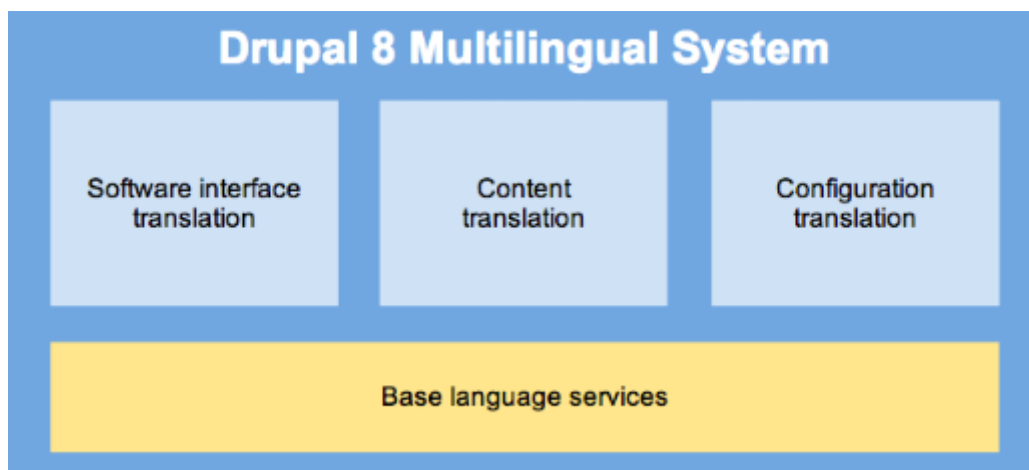 Drupal 8 Multilingual System
Software interface
translation
Content
translation
Configuration
translation
Base language services